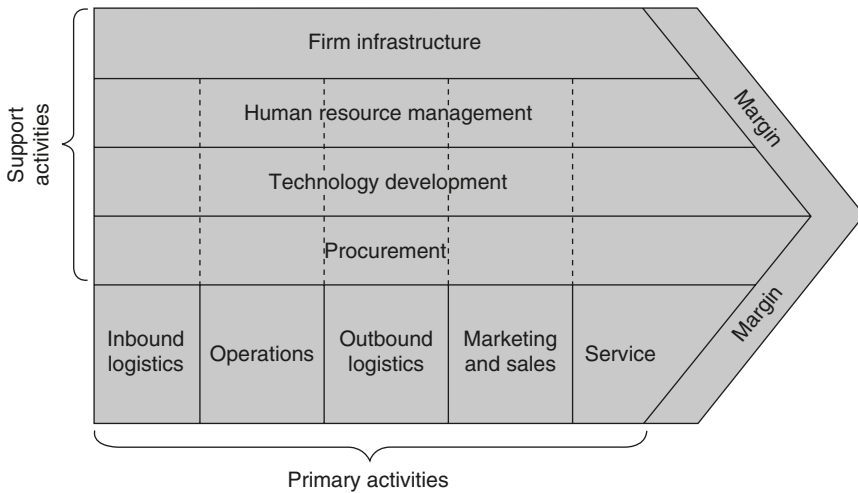 Support
activities
Firm infrastructure
Human resource management
Technology development
Procurement
Margin
Margin
Inbound
logistics
Operations
Outbound
logistics
Marketing
and sales
Service
Primary activities